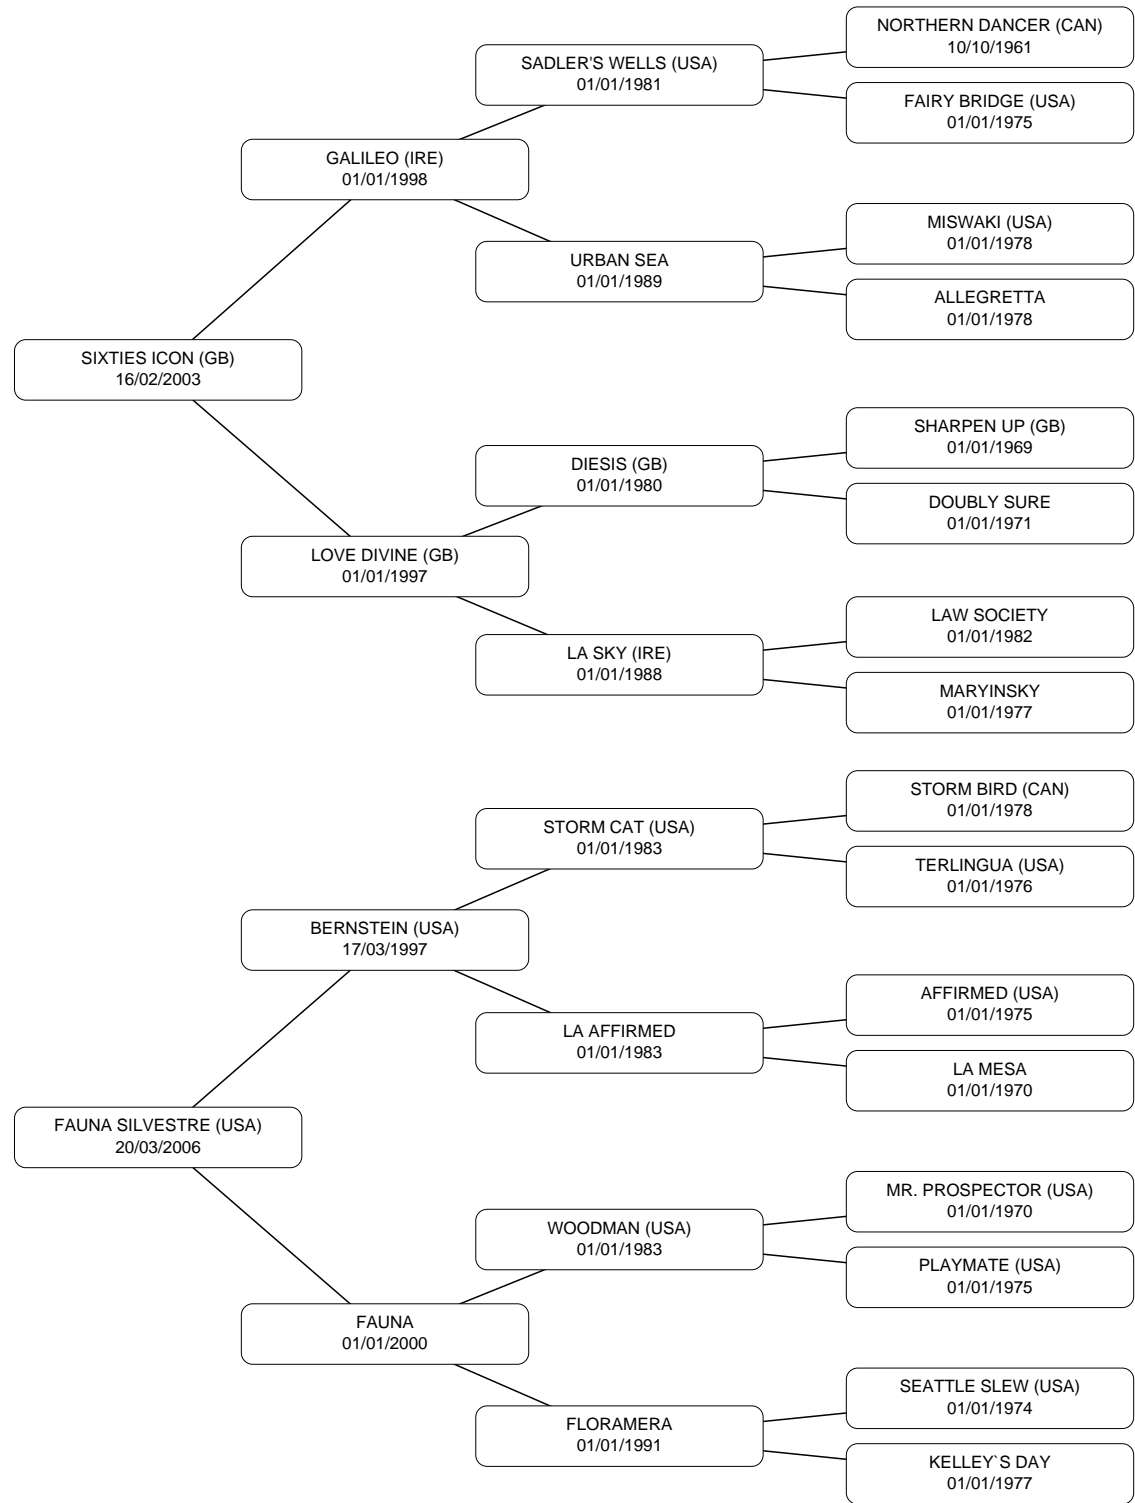 NORTHERN DANCER (CAN)
10/10/1961
SADLER'S WELLS (USA)
01/01/1981
FAIRY BRIDGE (USA)
01/01/1975
GALILEO (IRE)
01/01/1998
MISWAKI (USA)
01/01/1978
URBAN SEA
01/01/1989
ALLEGRETTA
01/01/1978
SIXTIES ICON (GB)
16/02/2003
SHARPEN UP (GB)
01/01/1969
DIESIS (GB)
01/01/1980
DOUBLY SURE
01/01/1971
LOVE DIVINE (GB)
01/01/1997
LAW SOCIETY
01/01/1982
LA SKY (IRE)
01/01/1988
MARYINSKY
01/01/1977
STORM BIRD (CAN)
01/01/1978
STORM CAT (USA)
01/01/1983
TERLINGUA (USA)
01/01/1976
BERNSTEIN (USA)
17/03/1997
AFFIRMED (USA)
01/01/1975
LA AFFIRMED
01/01/1983
LA MESA
01/01/1970
FAUNA SILVESTRE (USA)
20/03/2006
MR. PROSPECTOR (USA)
01/01/1970
WOODMAN (USA)
01/01/1983
PLAYMATE (USA)
01/01/1975
FAUNA
01/01/2000
SEATTLE SLEW (USA)
01/01/1974
FLORAMERA
01/01/1991
KELLEY`S DAY
01/01/1977